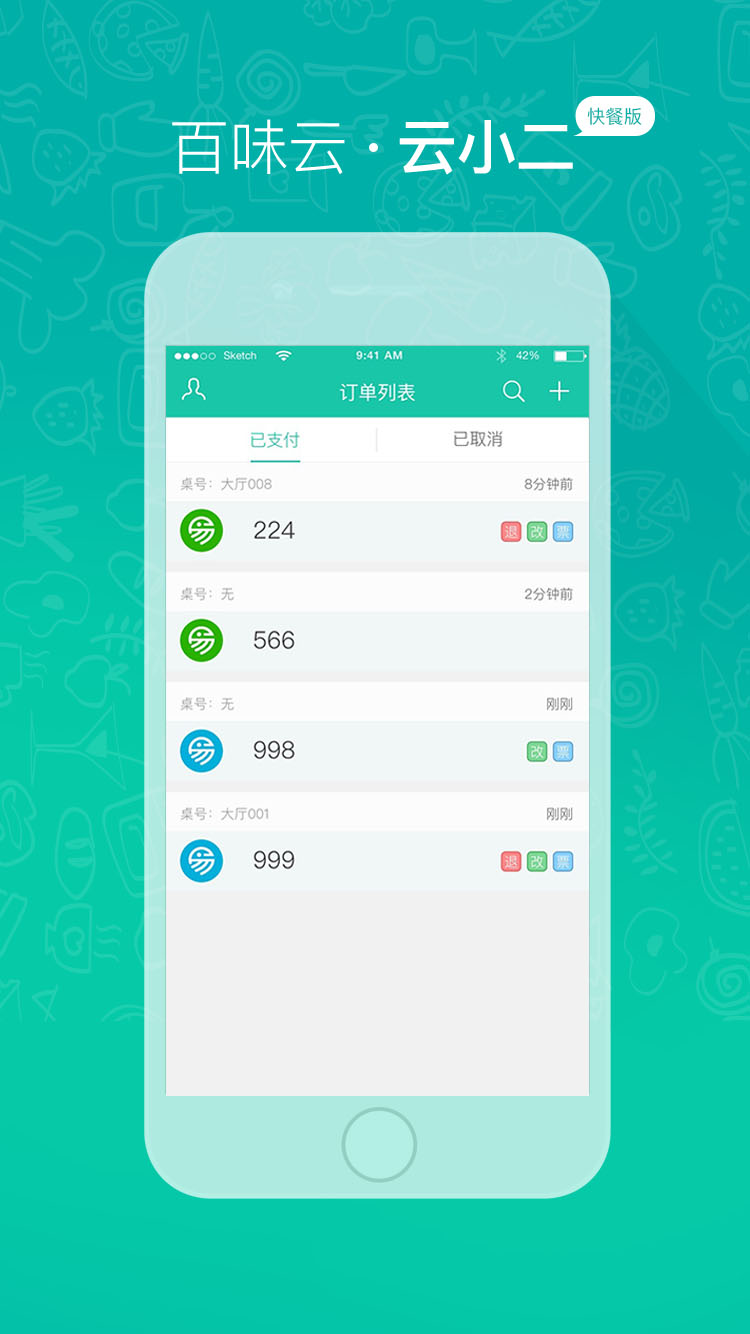 百味云·云小二 快餐版
Sketch 9:41 AM 42%
订单列表
已支付 已取消
桌号：大厅008 8分钟前
224 退 改 票
桌号：无 2分钟前
566
桌号：无 刚刚
998 改 票
桌号：大厅001 刚刚
999 退 改 票